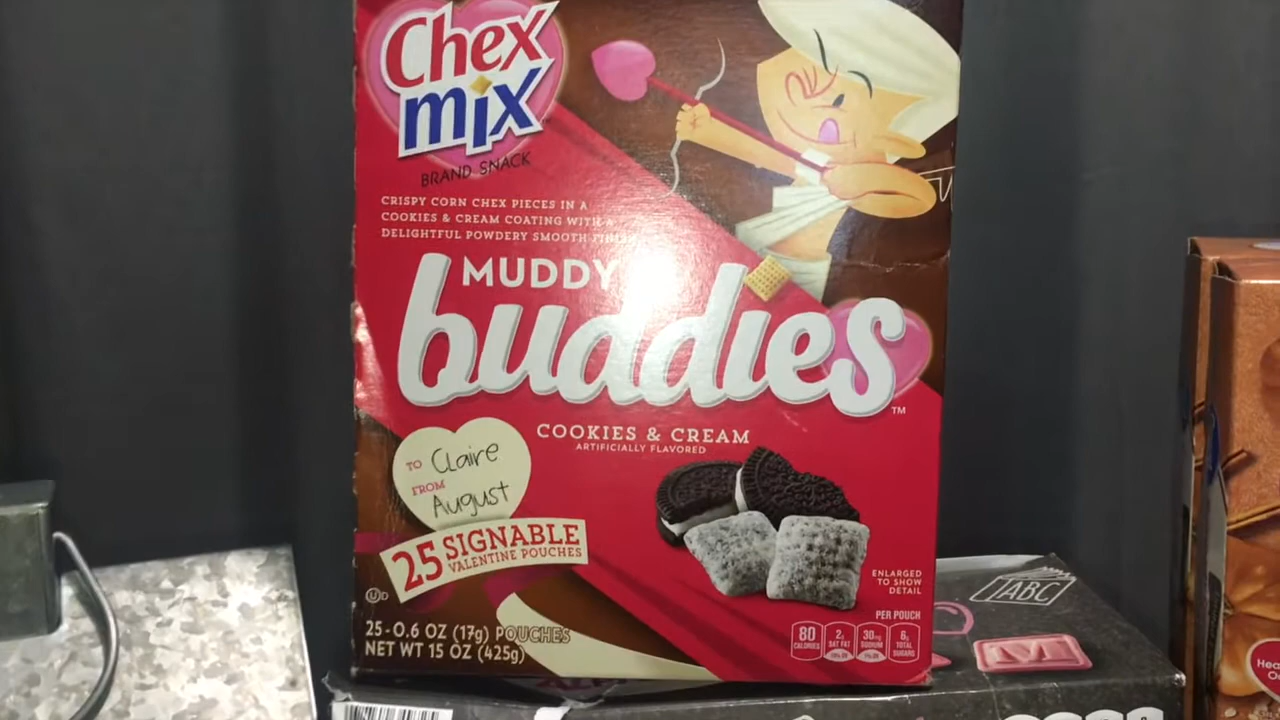 Chex
mix
BRAND SNACK
CRISPY CORN CHEX PIECES IN A
COOKIES & CREAM COATING WITH A
DELIGHTFUL POWDERY SMOOTH FINISH
MUDDY
buddies
TM
COOKIES & CREAM
ARTIFICIALLY FLAVORED
TO Claire
FROM
August
25 SIGNABLE
VALENTINE POUCHES
ENLARGED
TO SHOW
DETAIL
PER POUCH
80 CALORIES
2g SAT FAT
30mg SODIUM
6g TOTAL SUGARS
U D
25-0.6 OZ (17g) POUCHES
NET WT 15 OZ (425g)
ABC
M